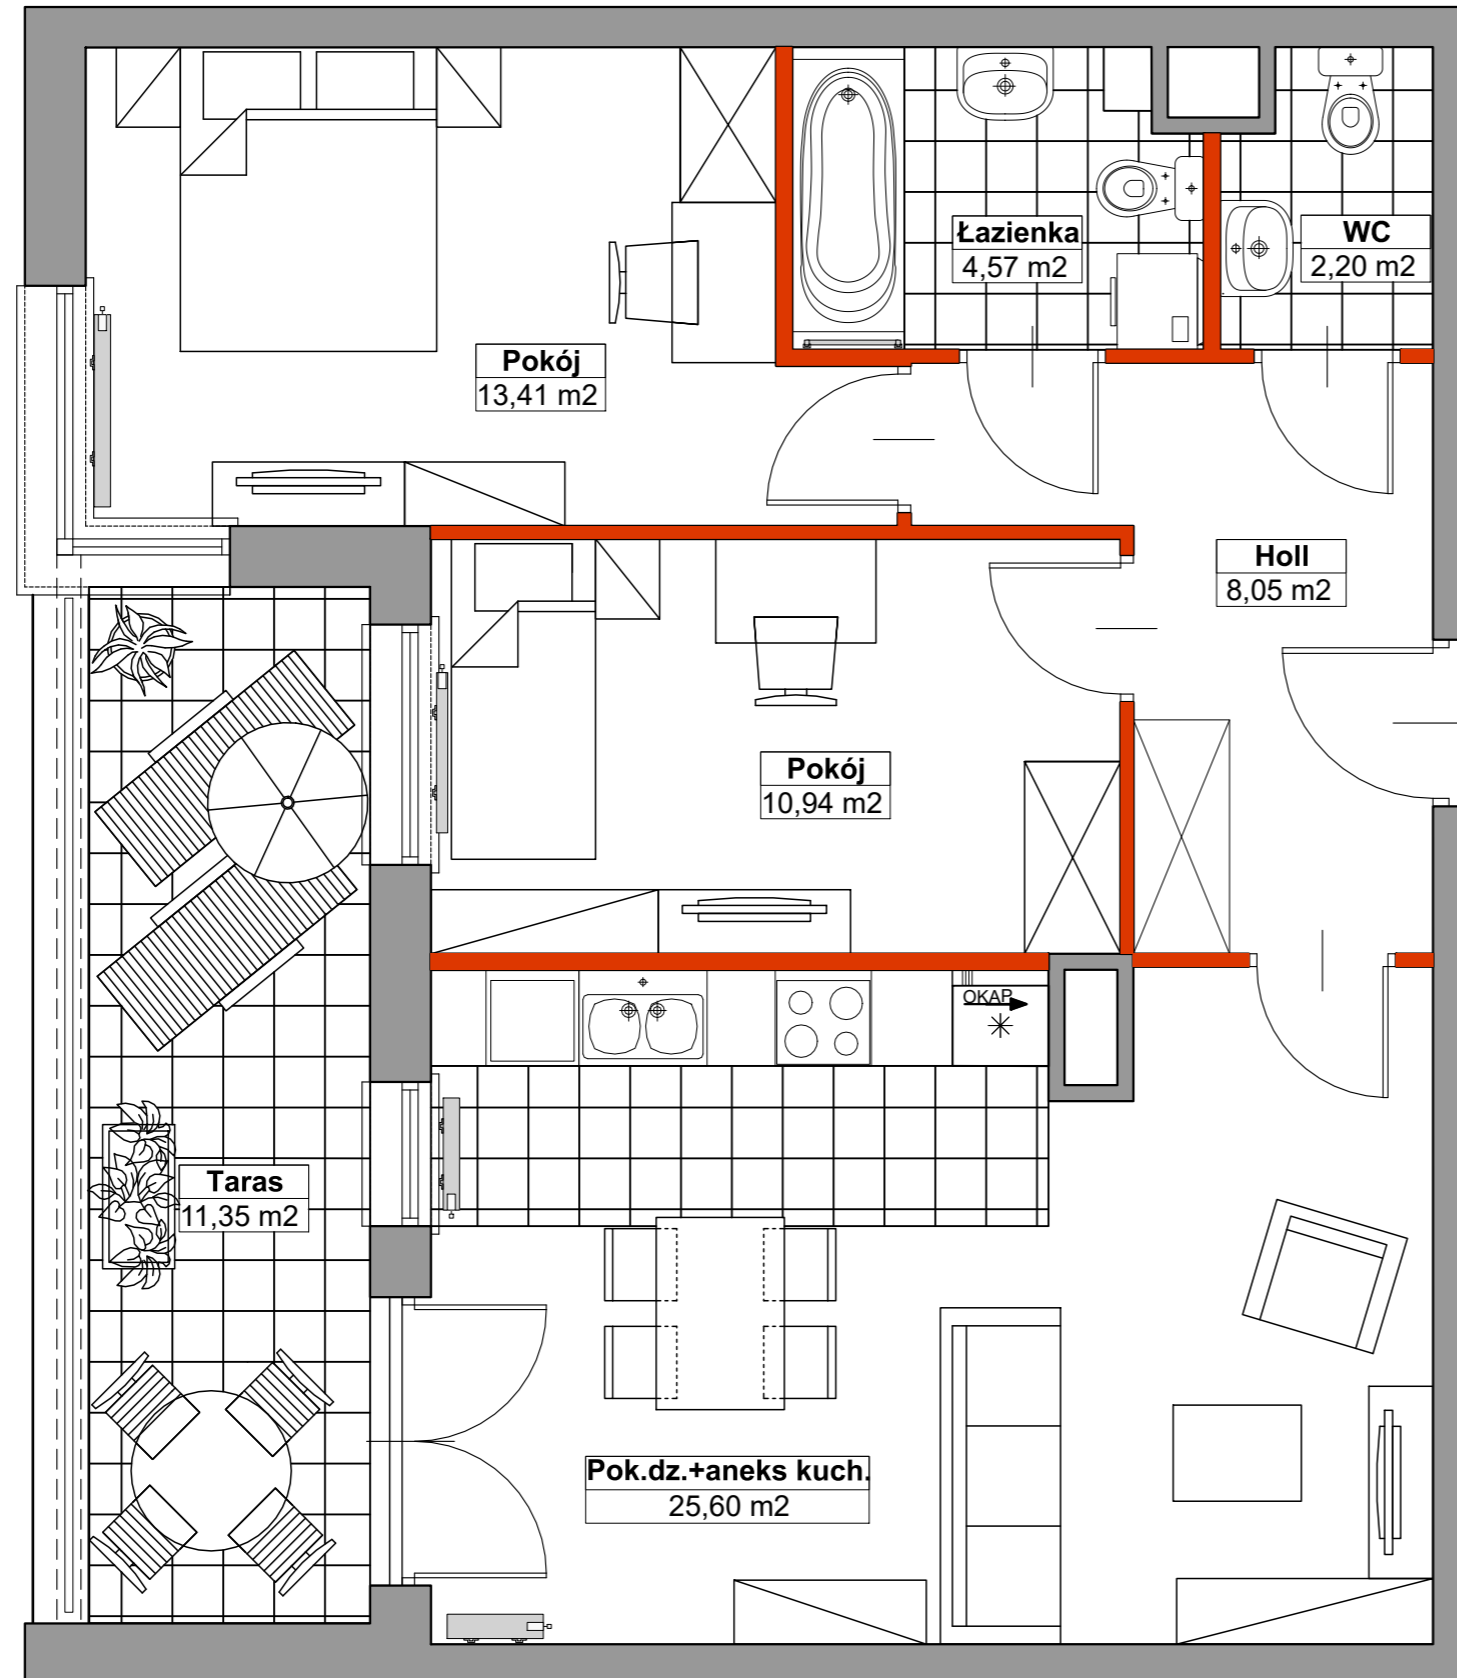 Łazienka
4,57 m2
WC
2,20 m2
Pokój
13,41 m2
Holl
8,05 m2
Pokój
10,94 m2
OKAP
Taras
11,35 m2
Pok.dz.+aneks kuch.
25,60 m2